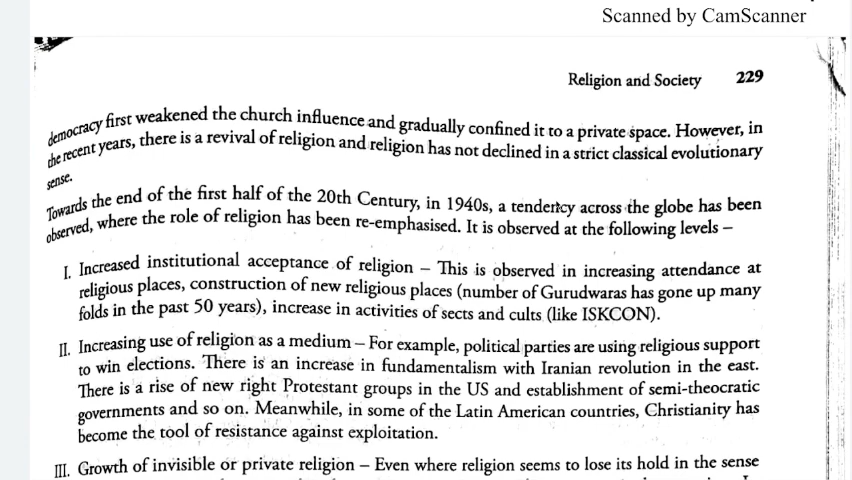 Scanned by CamScanner
Religion and Society 229
democracy first weakened the church influence and gradually confined it to a private space. However, in
the recent years, there is a revival of religion and religion has not declined in a strict classical evolutionary
sense.
Towards the end of the first half of the 20th Century, in 1940s, a tendency across the globe has been
observed, where the role of religion has been re-emphasised. It is observed at the following levels –
I. Increased institutional acceptance of religion – This is observed in increasing attendance at
religious places, construction of new religious places (number of Gurudwaras has gone up many
folds in the past 50 years), increase in activities of sects and cults (like ISKCON).
II. Increasing use of religion as a medium – For example, political parties are using religious support
to win elections. There is an increase in fundamentalism with Iranian revolution in the east.
There is a rise of new right Protestant groups in the US and establishment of semi-theocratic
governments and so on. Meanwhile, in some of the Latin American countries, Christianity has
become the tool of resistance against exploitation.
III. Growth of invisible or private religion – Even where religion seems to lose its hold in the sense